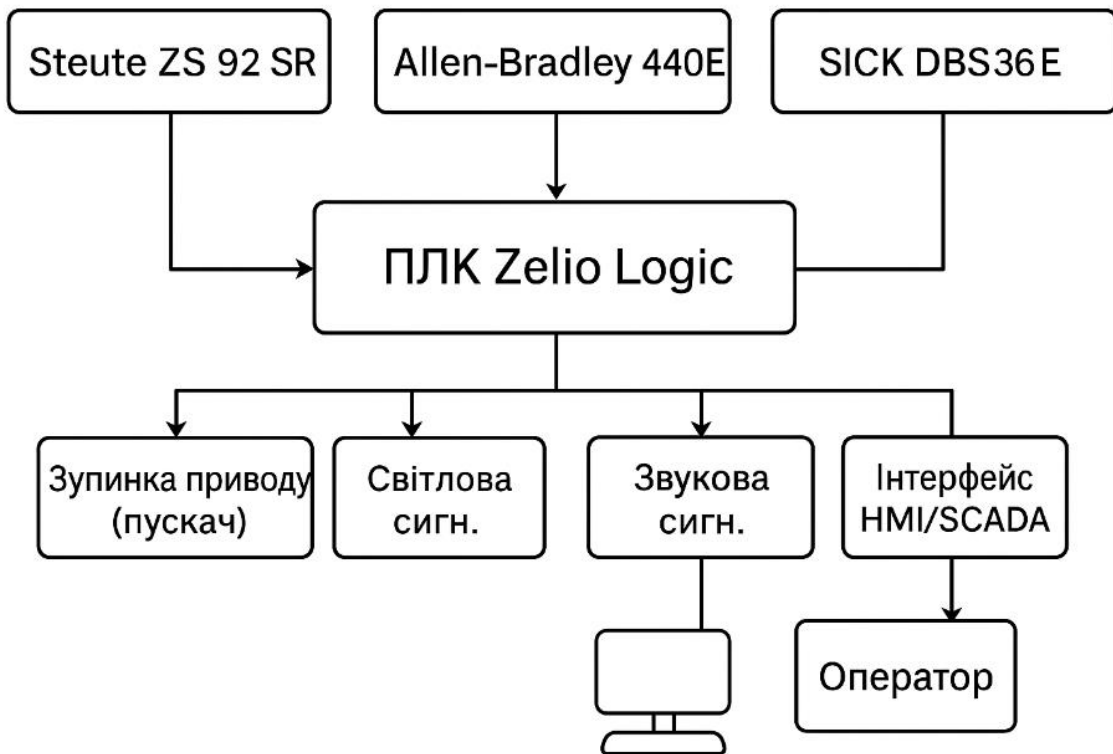 Steute ZS 92 SR
Allen-Bradley 440E
SICK DBS36E
ПЛК Zelio Logic
Зупинка приводу
(пускач)
Світлова
сигн.
Звукова
сигн.
Інтерфейс
HMI/SCADA
Оператор